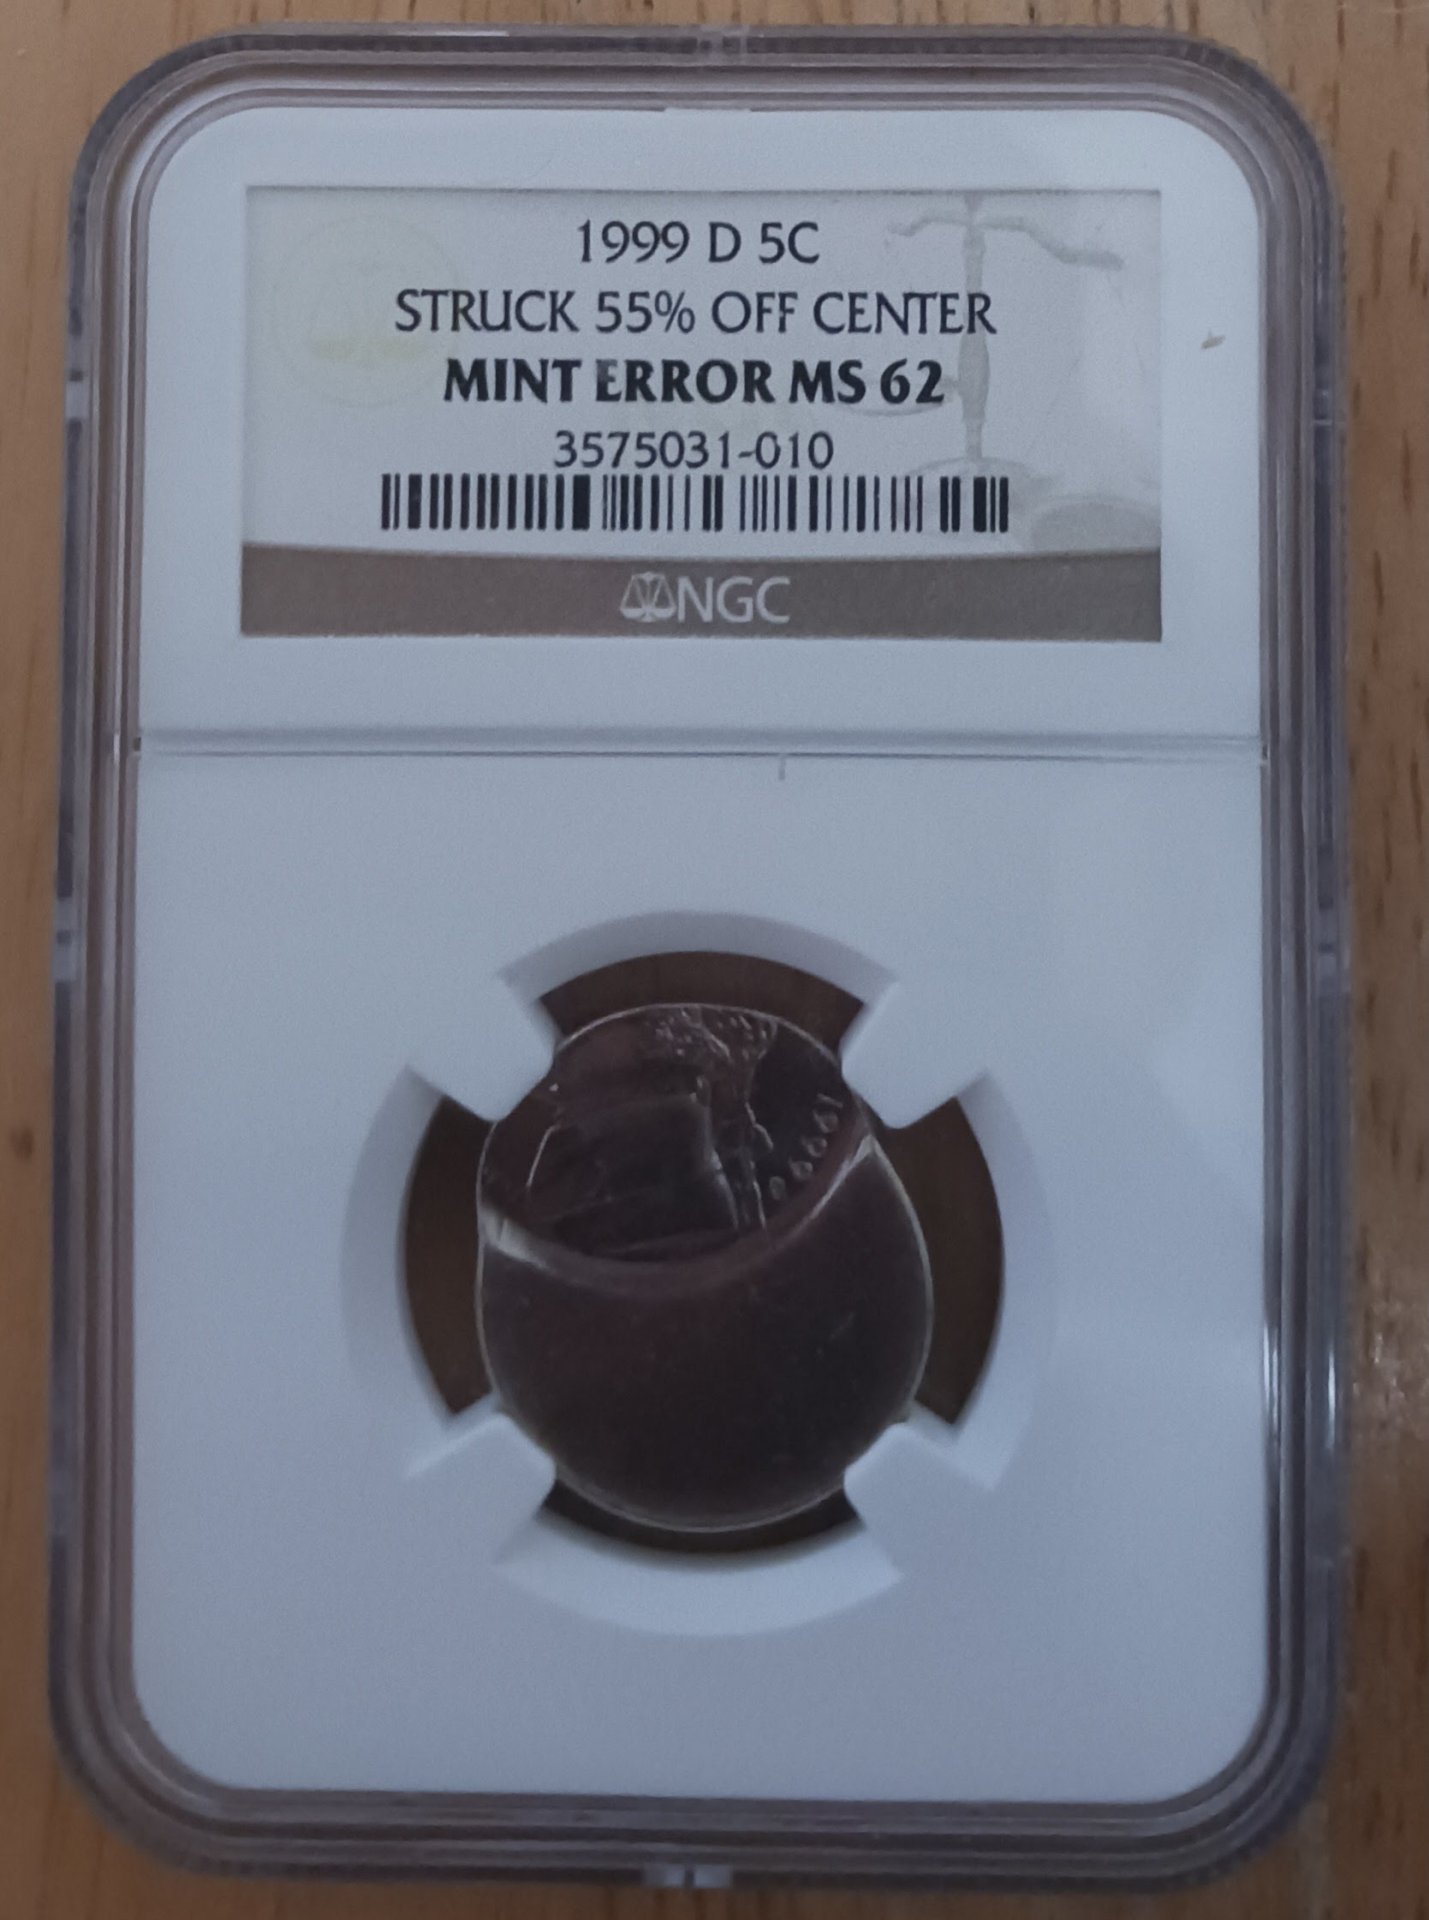 1999 D 5C
STRUCK 55% OFF CENTER
MINT ERROR MS 62
3575031-010
NGC
1999
D